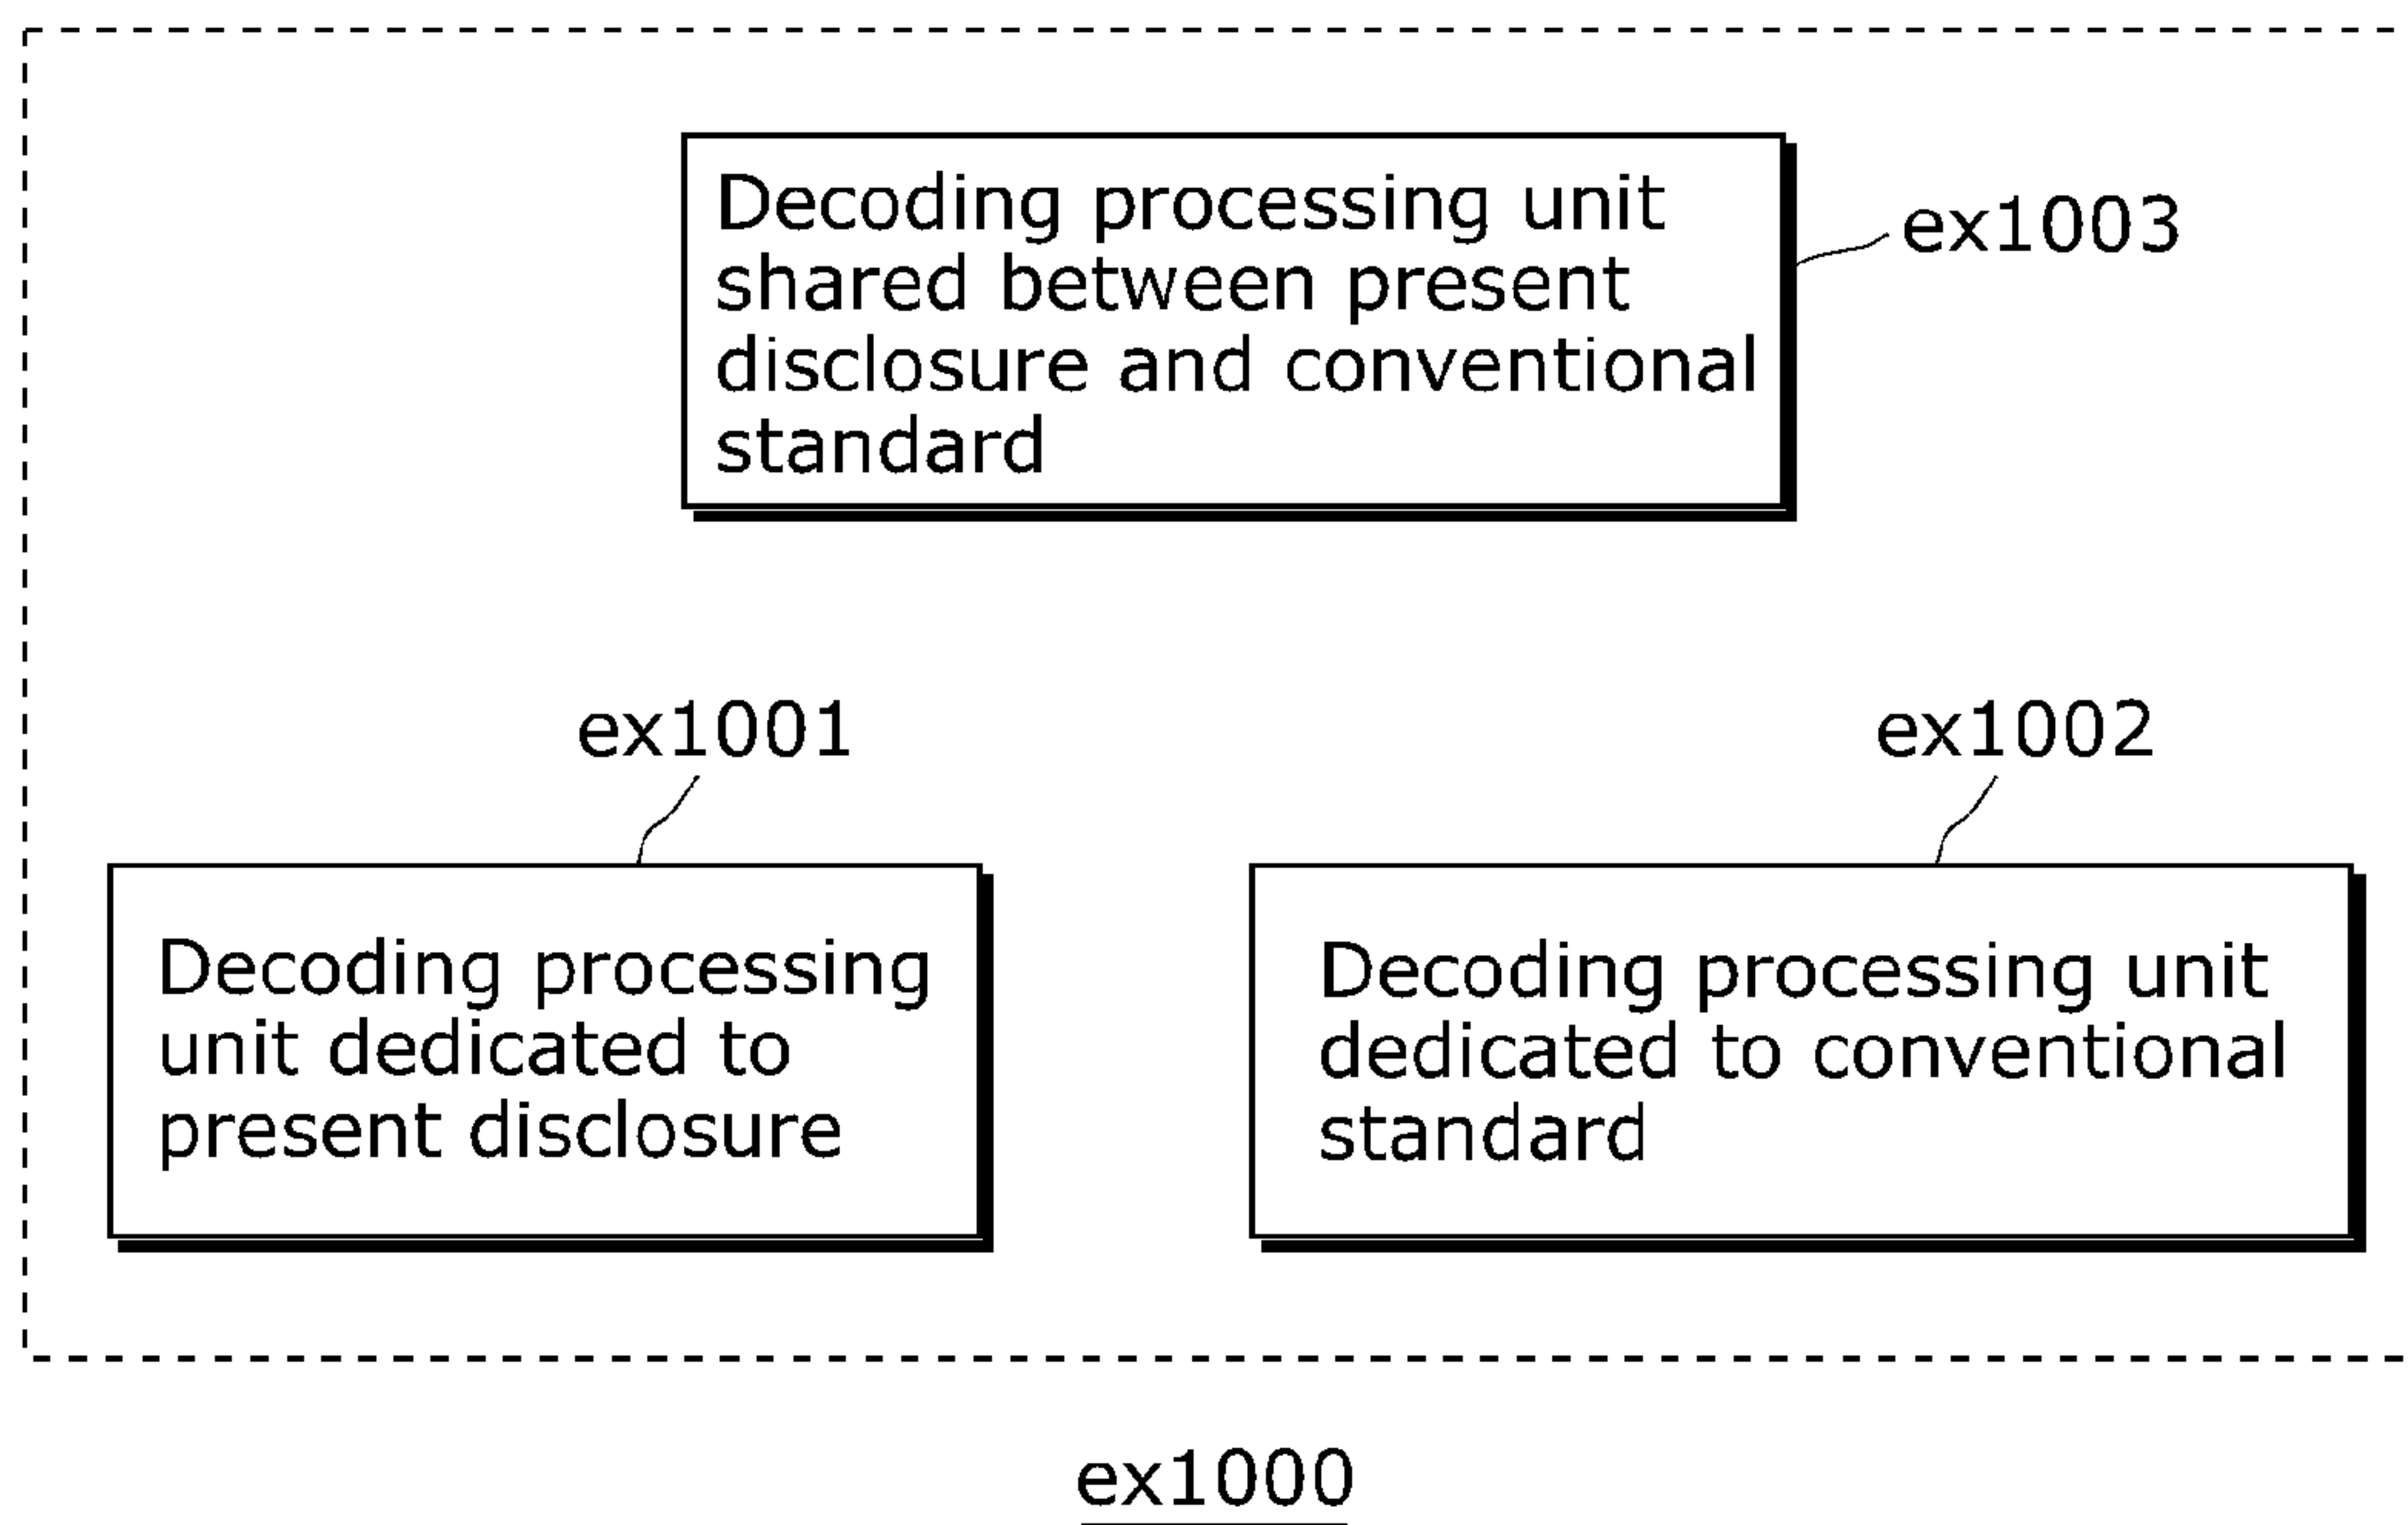 Decoding processing unit
shared between present
disclosure and conventional
standard
ex1003
ex1001
ex1002
Decoding processing
unit dedicated to
present disclosure
Decoding processing unit
dedicated to conventional
standard
ex1000